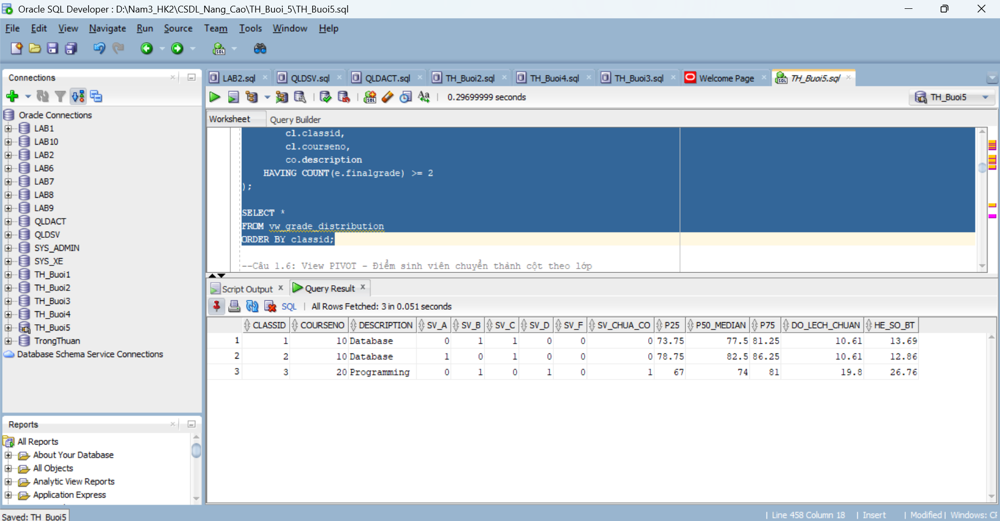 Oracle SQL Developer : D:\Nam3_HK2\CSDL_Nang_Cao\TH_Buoi_5\TH_Buoi5.sql
File Edit View Navigate Run Source Team Tools Window Help
Connections
LAB2.sql QLDSV.sql QLDACT.sql TH_Buoi2.sql TH_Buoi4.sql TH_Buoi3.sql Welcome Page TH_Buoi5.sql
0.29699999 seconds
TH_Buoi5
Oracle Connections
LAB1
LAB10
LAB2
LAB6
LAB7
LAB8
LAB9
QLDACT
QLDSV
SYS_ADMIN
SYS_XE
TH_Buoi1
TH_Buoi2
TH_Buoi3
TH_Buoi4
TH_Buoi5
TrongThuan
Database Schema Service Connections
Worksheet Query Builder
cl.classid,
cl.courseno,
co.description
HAVING COUNT(e.finalgrade) >= 2
);
SELECT *
FROM vw_grade_distribution
ORDER BY classid;
--Câu 1.6: View PIVOT - Điểm sinh viên chuyển thành cột theo lớp
Script Output Query Result
SQL All Rows Fetched: 3 in 0.051 seconds
CLASSID COURSENO DESCRIPTION SV_A SV_B SV_C SV_D SV_F SV_CHUA_CO P25 P50_MEDIAN P75 DO_LECH_CHUAN HE_SO_BT
1 1 10 Database 0 1 1 0 0 0 73.75 77.5 81.25 10.61 13.69
2 2 10 Database 1 0 1 0 0 0 78.75 82.5 86.25 10.61 12.86
3 3 20 Programming 0 1 0 1 0 1 67 74 81 19.8 26.76
Reports
All Reports
About Your Database
All Objects
Analytic View Reports
Application Express
Saved: TH_Buoi5
Line 458 Column 18 | Insert | Modified | Windows: CF